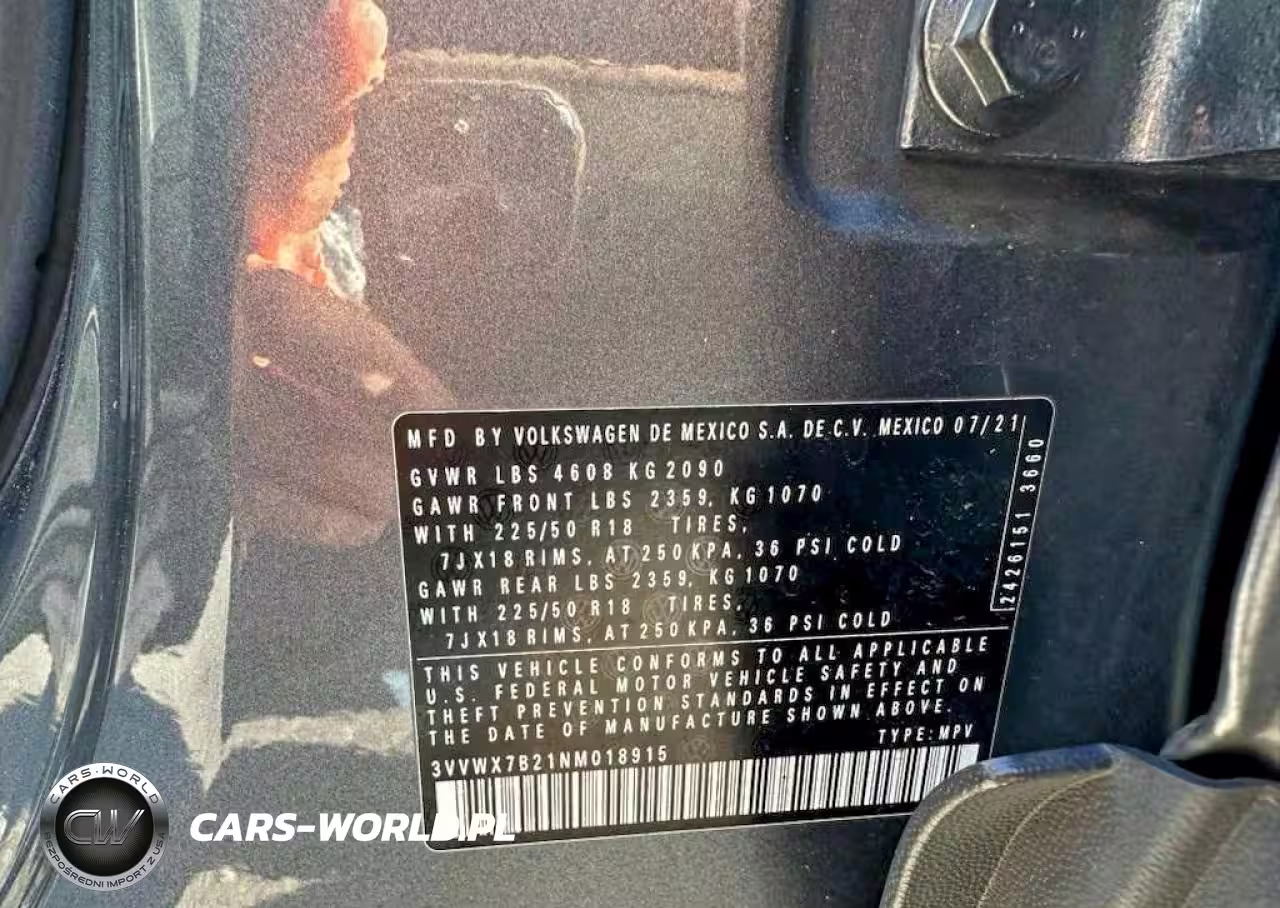 MFD BY VOLKSWAGEN DE MEXICO S.A. DE C.V. MEXICO 07/21
GVWR LBS 4608 KG 2090
GAWR FRONT LBS 2359, KG 1070
WITH 225/50 R18 TIRES,
7JX18 RIMS, AT 250 KPA, 36 PSI COLD
GAWR REAR LBS 2359, KG 1070
WITH 225/50 R18 TIRES,
7JX18 RIMS, AT 250 KPA, 36 PSI COLD
2426151 3660
THIS VEHICLE CONFORMS TO ALL APPLICABLE
U.S. FEDERAL MOTOR VEHICLE SAFETY AND
THEFT PREVENTION STANDARDS IN EFFECT ON
THE DATE OF MANUFACTURE SHOWN ABOVE.
TYPE: MPV
3VVWX7B21NM018915
CARS-WORLD
CW
BEZPOŚREDNI IMPORT Z USA
CARS-WORLD.PL